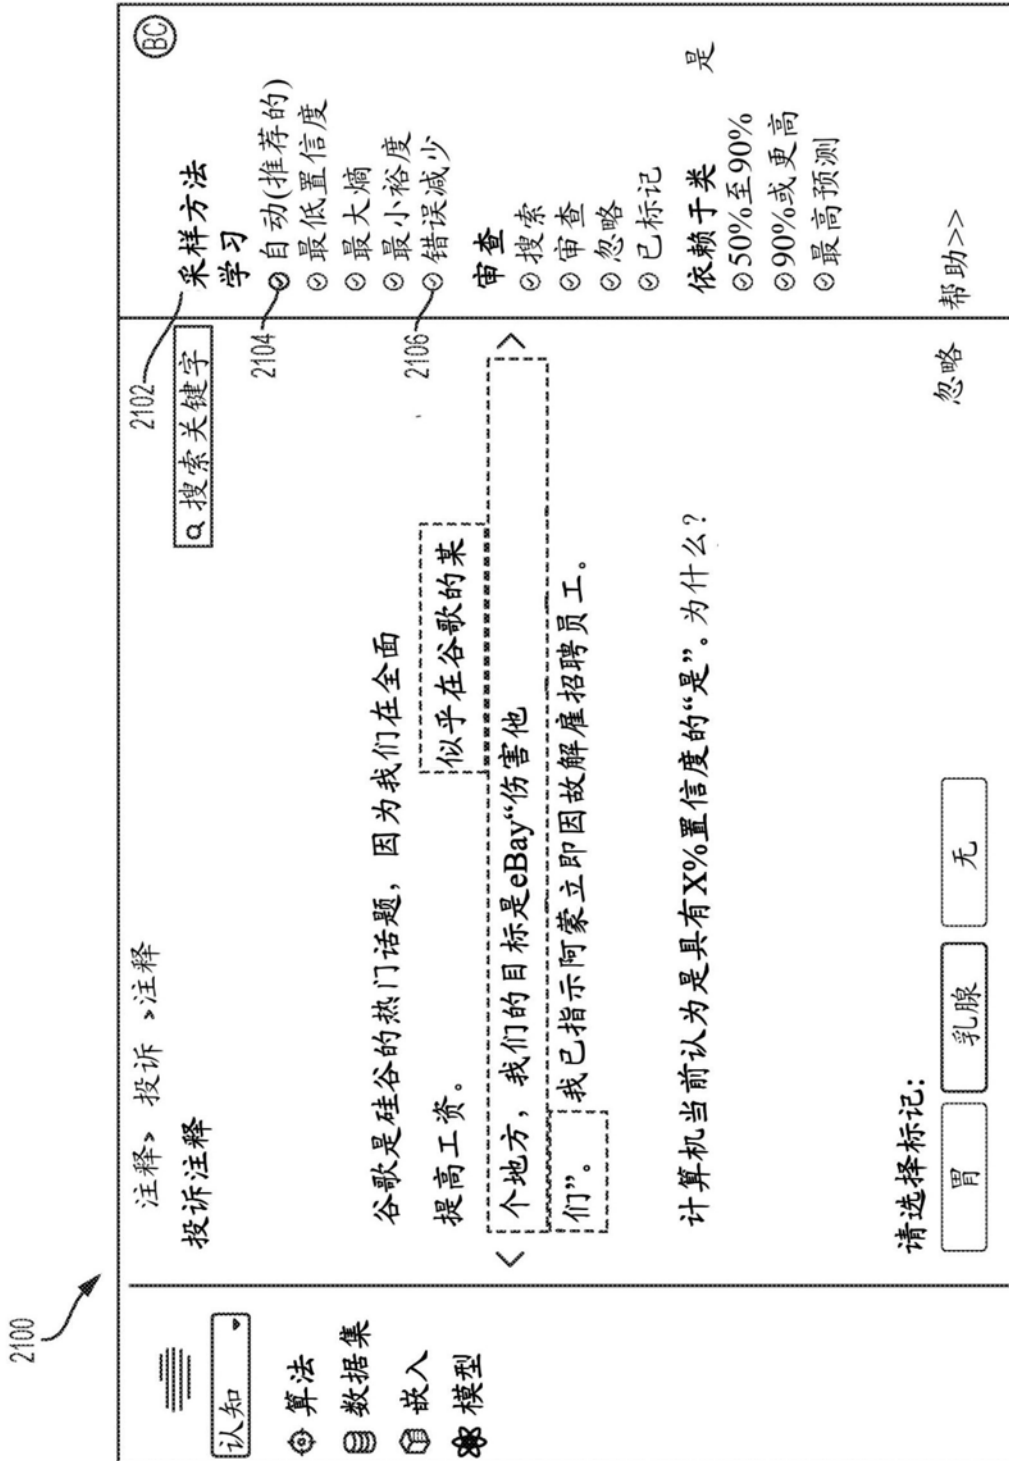 2100
认知
算法
数据集
嵌入
模型
注释> 投诉 >注释
投诉注释
搜索关键字
谷歌是硅谷的热门话题，因为我们在全面
提高工资。 似乎在谷歌的某
个地方，我们的目标是eBay“伤害他
们”。 我已指示阿蒙立即因故解雇招聘员工。
计算机当前认为是具有X%置信度的“是”。为什么？
请选择标记：
胃 乳腺 无
忽略
2102
2104
2106
BC
采样方法
学习
自动(推荐的)
最低置信度
最大熵
最小裕度
错误减少
审查
搜索
审查
忽略
已标记
依赖于类 是
50%至90%
90%或更高
最高预测
帮助>>